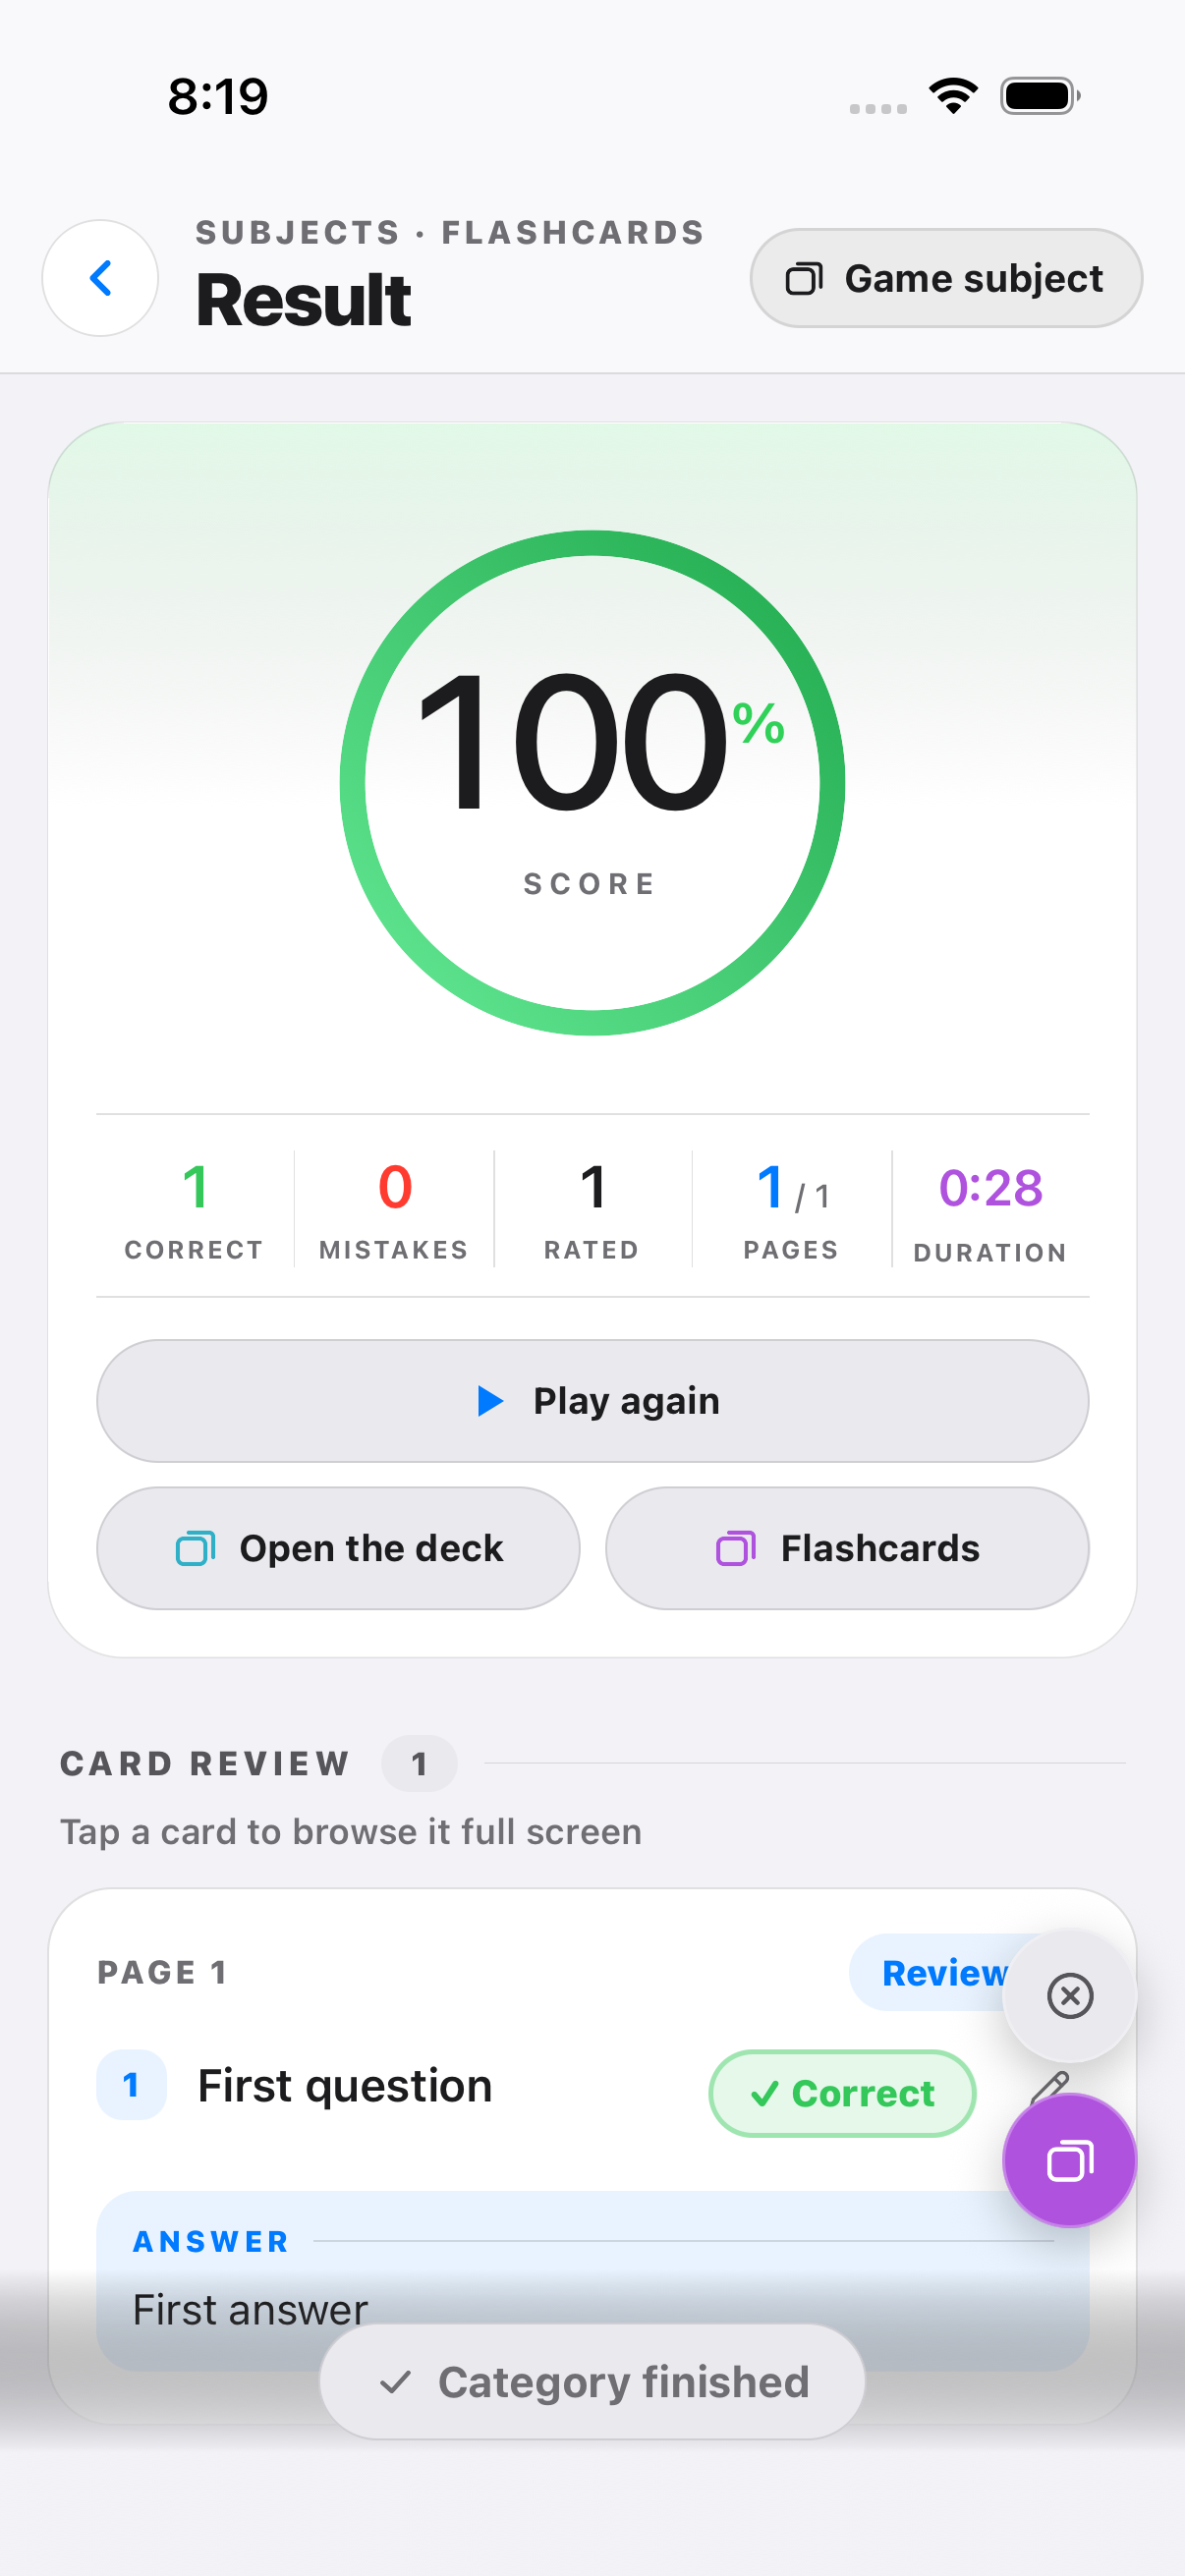 8:19
SUBJECTS · FLASHCARDS
Result
Game subject
100%
SCORE
1 0 1 1 / 1 0:28
CORRECT MISTAKES RATED PAGES DURATION
Play again
Open the deck Flashcards
CARD REVIEW 1
Tap a card to browse it full screen
PAGE 1 Review
1 First question ✓ Correct
ANSWER
First answer
Category finished